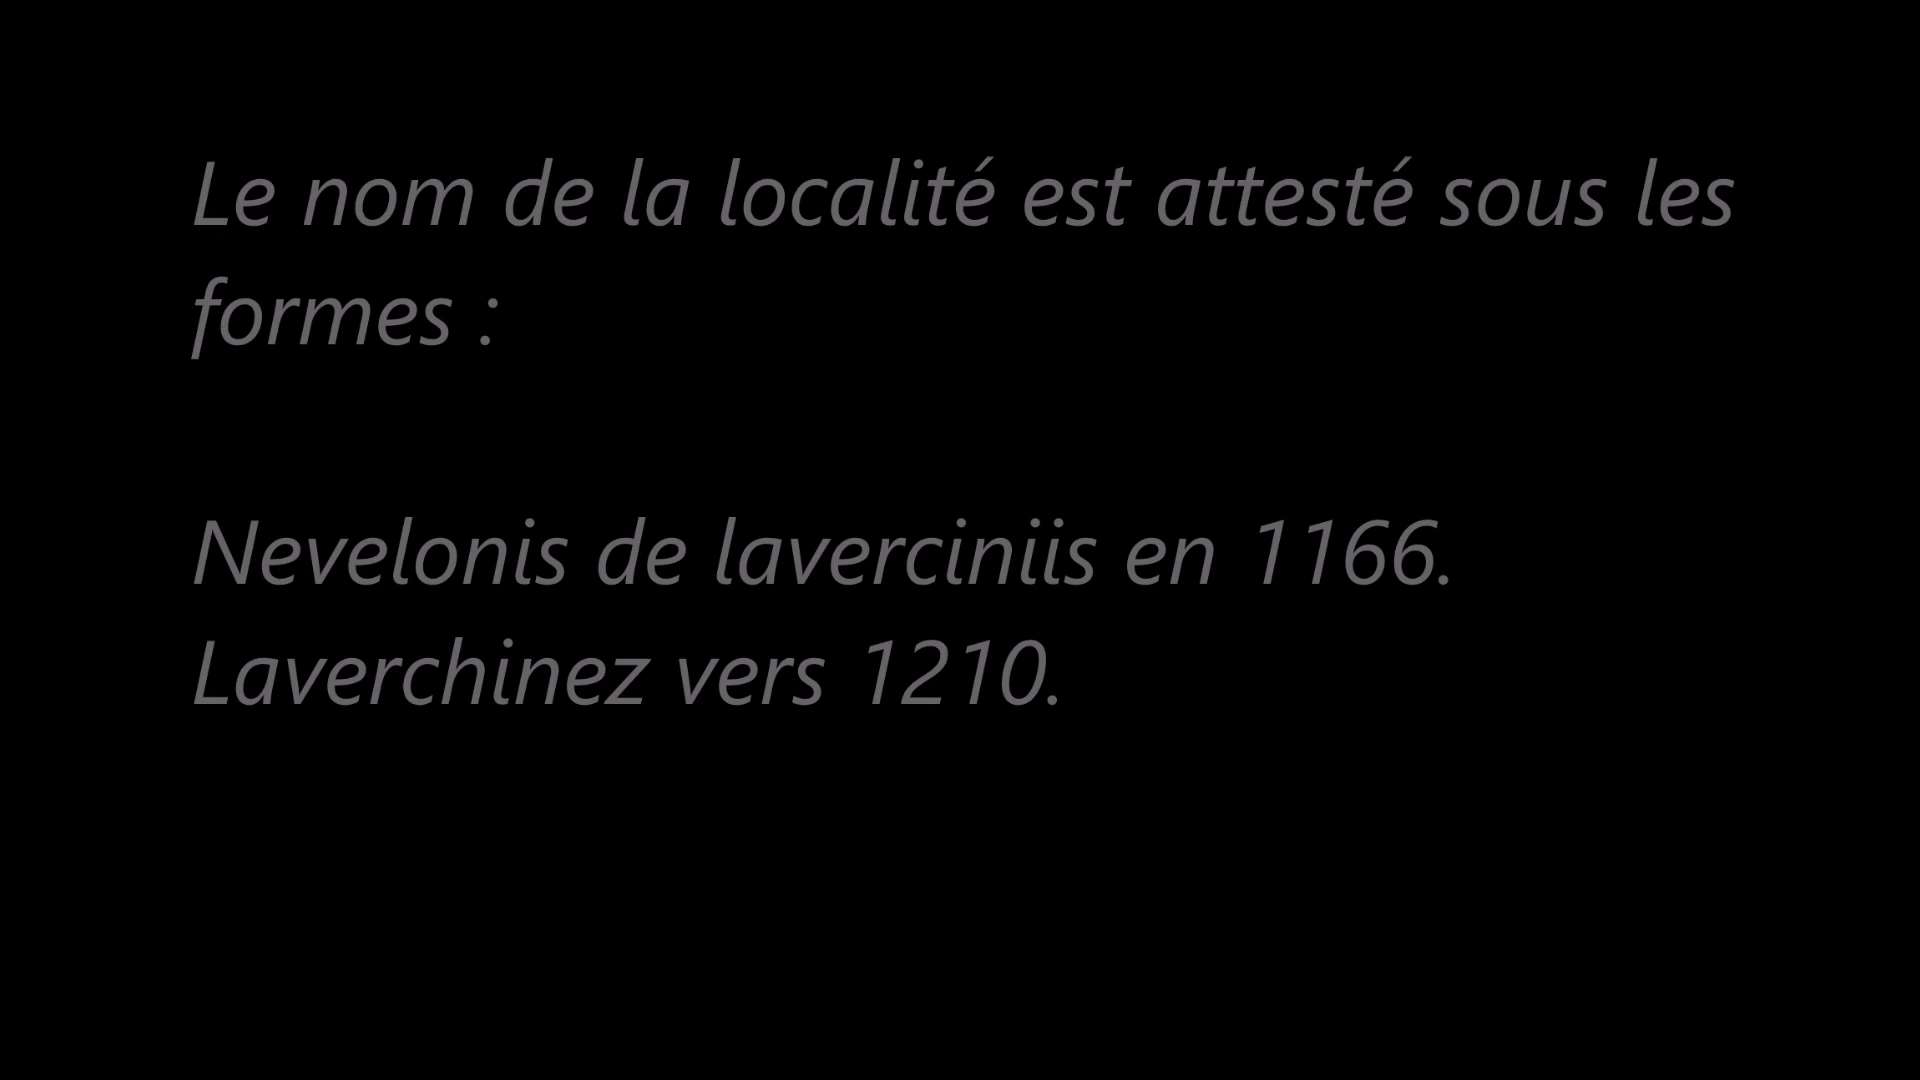 Le nom de la localité est attesté sous les
formes :
Nevelonis de laverciniis en 1166.
Laverchinez vers 1210.